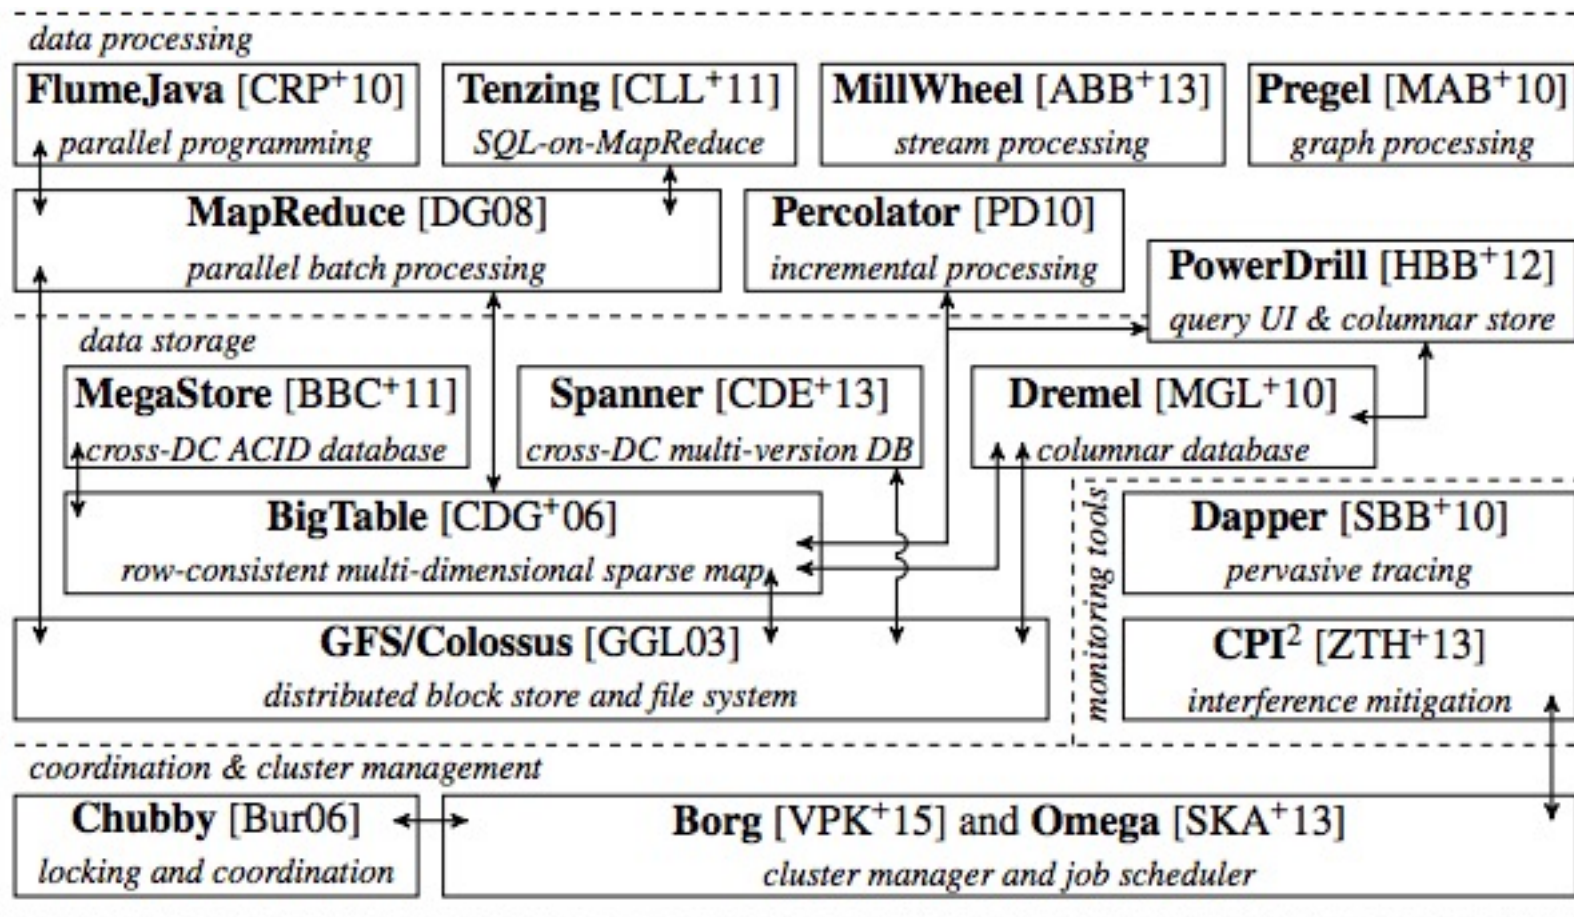 data processing
FlumeJava [CRP+10]
parallel programming
Tenzing [CLL+11]
SQL-on-MapReduce
MillWheel [ABB+13]
stream processing
Pregel [MAB+10]
graph processing
MapReduce [DG08]
parallel batch processing
Percolator [PD10]
incremental processing
PowerDrill [HBB+12]
query UI & columnar store
data storage
MegaStore [BBC+11]
cross-DC ACID database
Spanner [CDE+13]
cross-DC multi-version DB
Dremel [MGL+10]
columnar database
BigTable [CDG+06]
row-consistent multi-dimensional sparse map
GFS/Colossus [GGL03]
distributed block store and file system
monitoring tools
Dapper [SBB+10]
pervasive tracing
CPI² [ZTH+13]
interference mitigation
coordination & cluster management
Chubby [Bur06]
locking and coordination
Borg [VPK+15] and Omega [SKA+13]
cluster manager and job scheduler